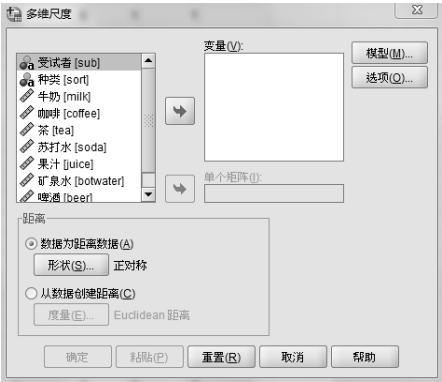 多维尺度
受试者 [sub]
种类 [sort]
牛奶 [milk]
咖啡 [coffee]
茶 [tea]
苏打水 [soda]
果汁 [juice]
矿泉水 [botwater]
啤酒 [beer]
变量(V):
单个矩阵(I):
模型(M)...
选项(O)...
距离
数据为距离数据(A)
形状(S)... 正对称
从数据创建距离(C)
度量(E)... Euclidean 距离
确定 粘贴(P) 重置(R) 取消 帮助